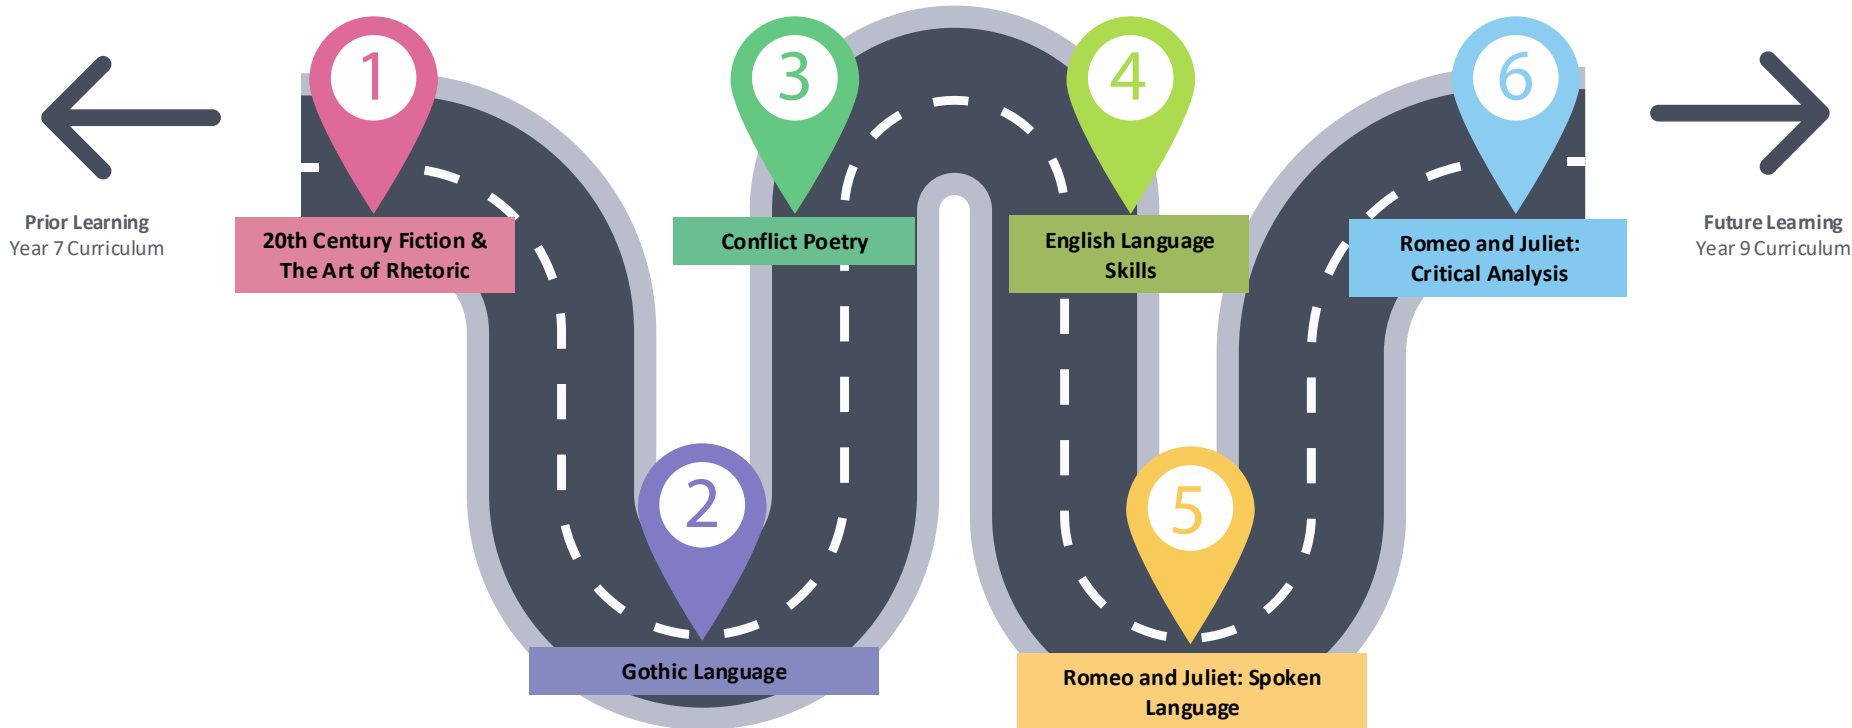 Prior Learning
Year 7 Curriculum
1
20th Century Fiction &
The Art of Rhetoric
2
Gothic Language
3
Conflict Poetry
4
English Language
Skills
5
Romeo and Juliet: Spoken
Language
6
Romeo and Juliet:
Critical Analysis
Future Learning
Year 9 Curriculum